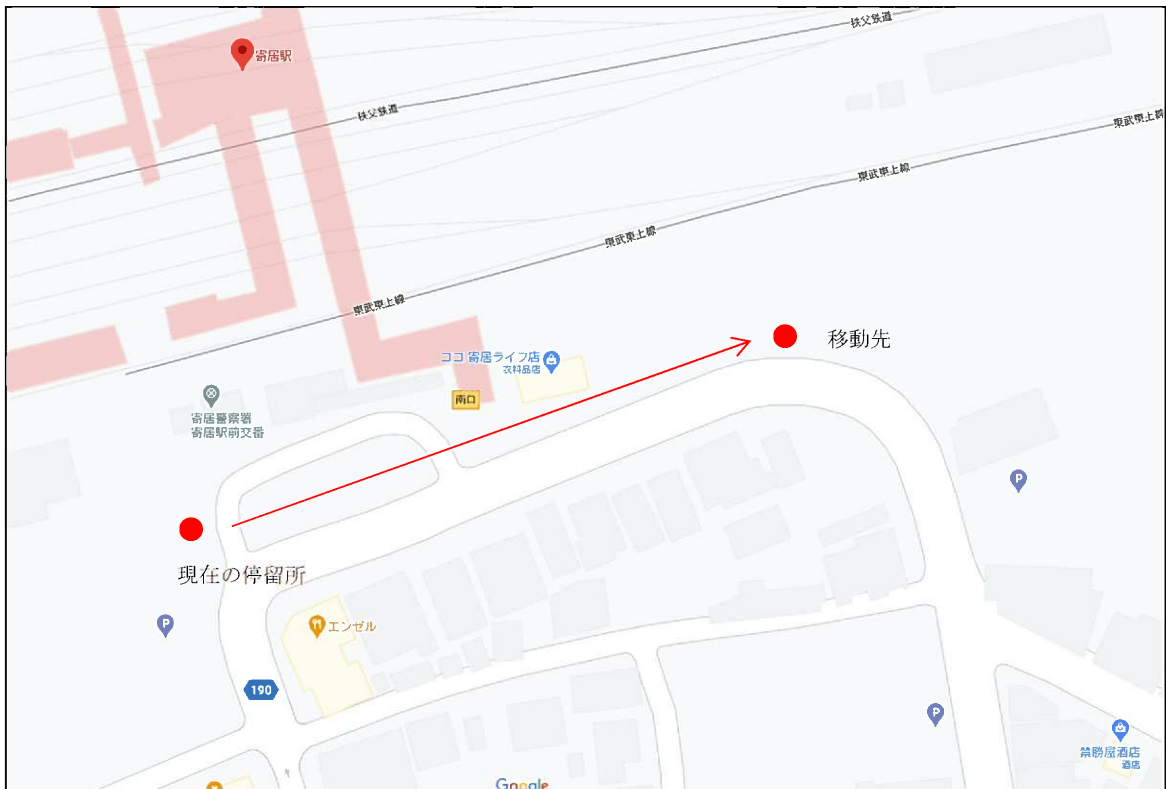 秩父鉄道
寄居駅
秩父鉄道
東武東上線
東武東上線
東武東上線
東武東上線
移動先
ココ 寄居ライフ店
衣料品店
南口
寄居警察署
寄居駅前交番
現在の停留所
P
P
エンゼル
190
P
禁勝屋酒店
酒店
Google